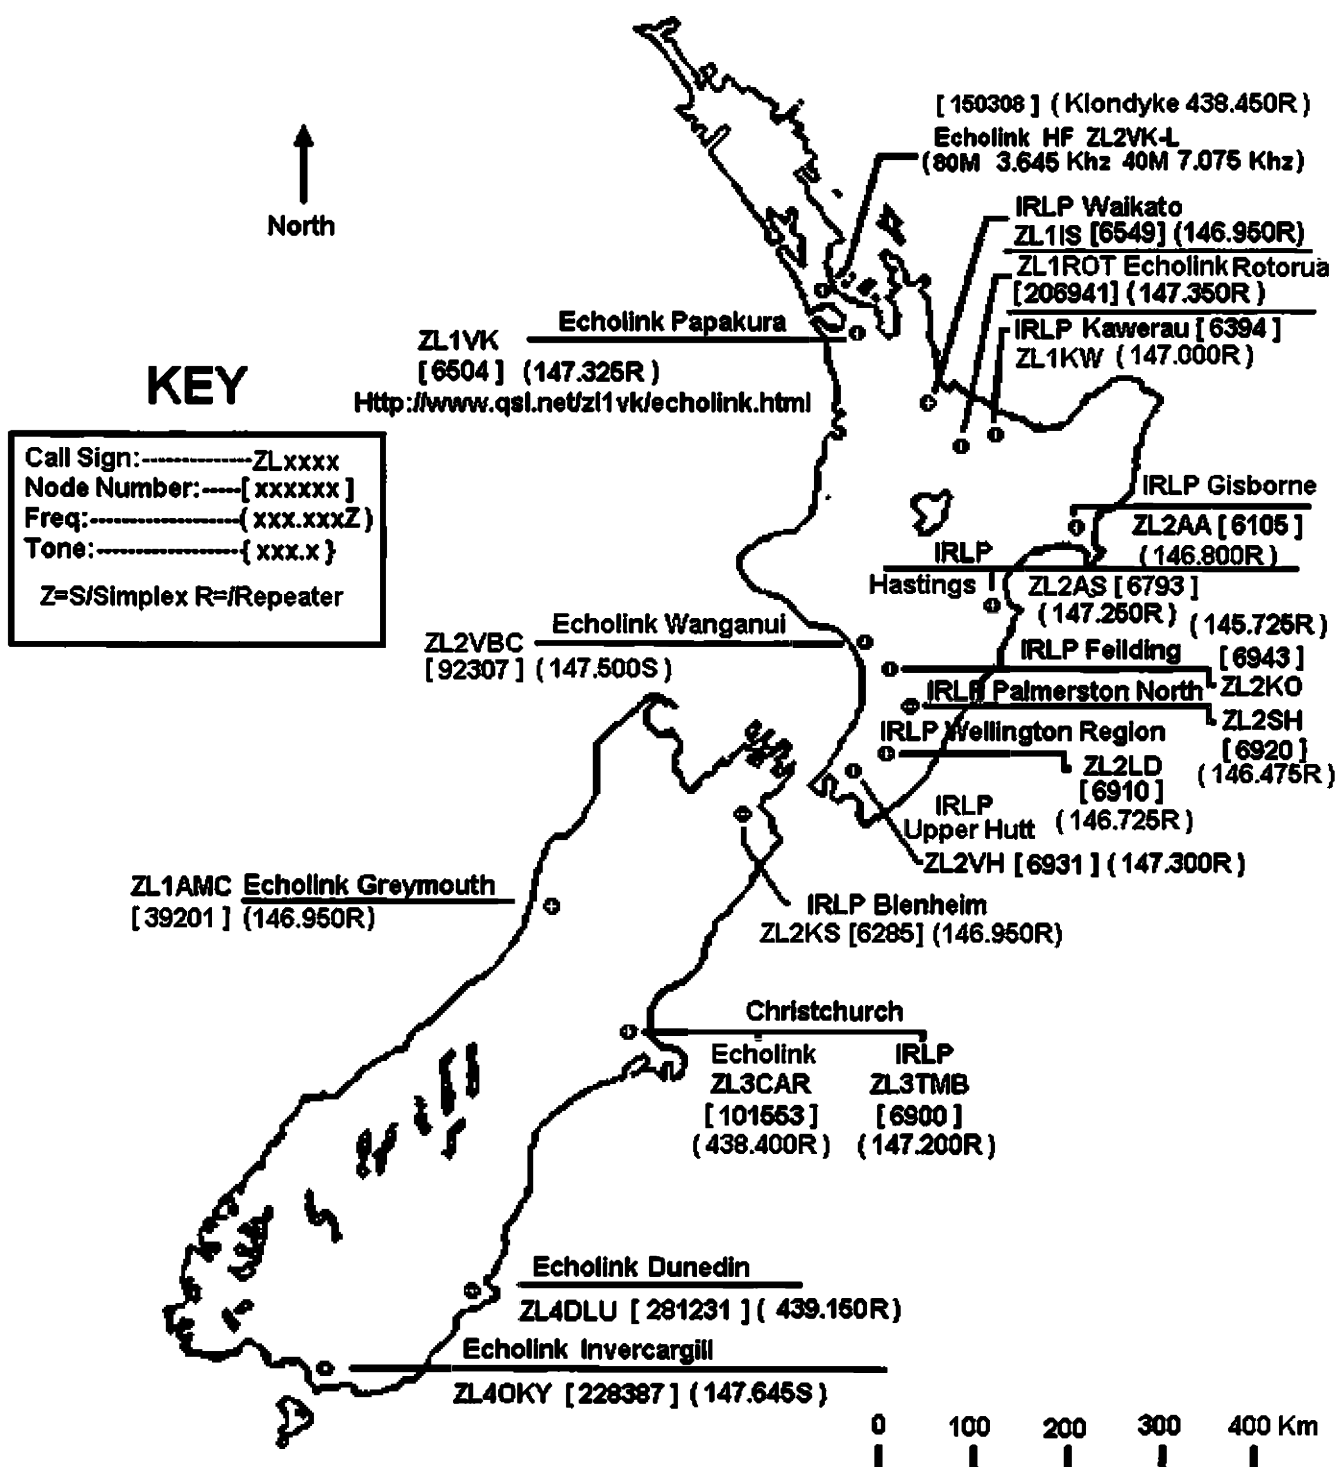 [ 150308 ] ( Klondyke 438.450R )
Echolink HF ZL2VK-L
(80M 3.645 Khz 40M 7.075 Khz)
North
IRLP Waikato
ZL1IS [6549] (146.950R)
ZL1ROT Echolink Rotorua
[206941] (147.350R )
IRLP Kawerau [ 6394 ]
ZL1KW ( 147.000R )
Echolink Papakura
ZL1VK
[ 6504 ] (147.325R )
Http://www.qsl.net/zl1vk/echolink.html
KEY
Call Sign:--------------ZLxxxx
Node Number:-----[ xxxxxx ]
Freq:-------------------( xxx.xxxZ )
Tone:------------------{ xxx.x }
Z=S/Simplex R=/Repeater
IRLP Gisborne
ZL2AA [ 6105 ]
( 146.800R )
IRLP
Hastings
ZL2AS [ 6793 ]
( 147.250R )
Echolink Wanganui
ZL2VBC
[ 92307 ] ( 147.500S )
(145.725R)
IRLP Feilding [ 6943 ]
ZL2KO
IRLP Palmerston North
ZL2SH
[ 6920 ]
( 146.475R )
IRLP Wellington Region
ZL2LD
[ 6910 ]
( 146.725R )
IRLP
Upper Hutt
ZL2VH [ 6931 ] ( 147.300R )
ZL1AMC Echolink Greymouth
[ 39201 ] (146.950R )
IRLP Blenheim
ZL2KS [6285] (146.950R)
Christchurch
Echolink
ZL3CAR
[ 101553 ]
( 438.400R )
IRLP
ZL3TMB
[ 6900 ]
( 147.200R )
Echolink Dunedin
ZL4DLU [ 281231 ] ( 439.150R )
Echolink Invercargill
ZL4OKY [ 228387 ] ( 147.645S )
0 100 200 300 400 Km